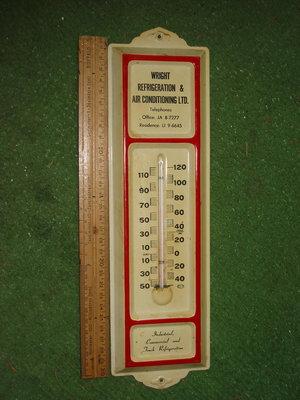 WRIGHT
REFRIGERATION &
AIR CONDITIONING LTD.
Telephones
Office, JA 8-7277
Residence, LI 9-6645
120
110
100
90
80
70
60
50
40
30
20
10
0
10
20
30
40
50
Industrial,
Commercial and
Truck Refrigeration